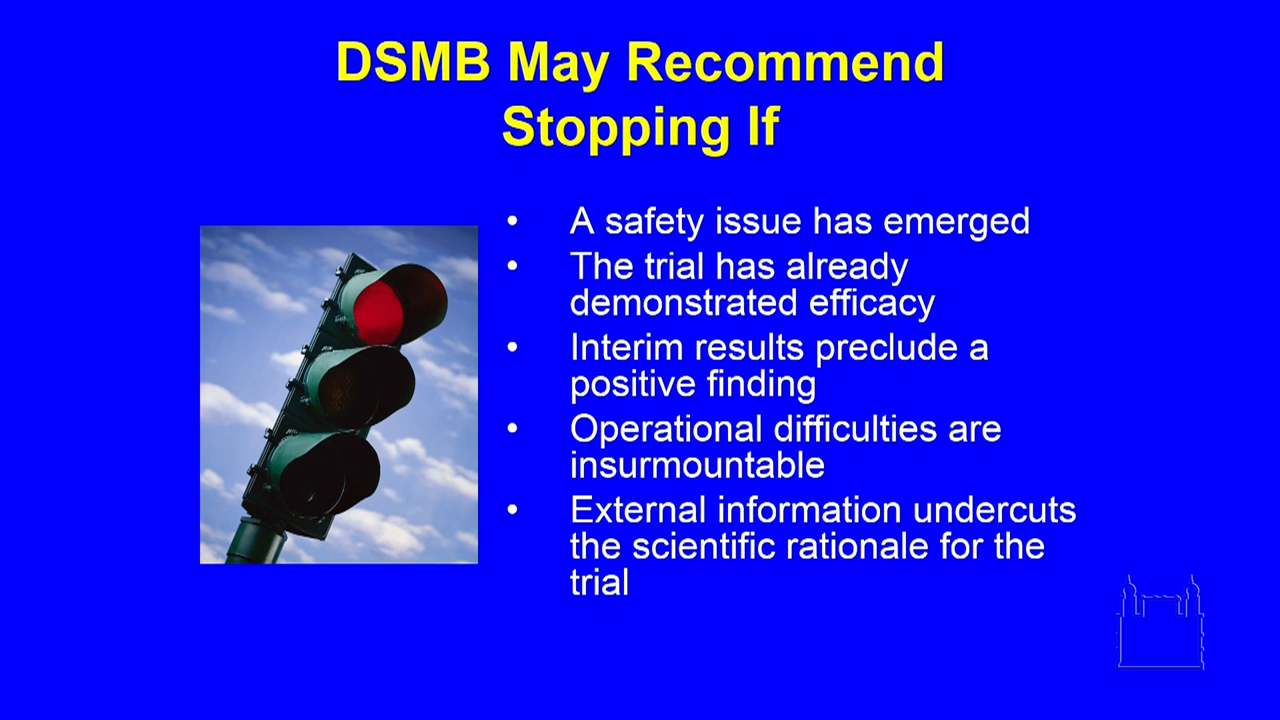 DSMB May Recommend
Stopping If
• A safety issue has emerged
• The trial has already
demonstrated efficacy
• Interim results preclude a
positive finding
• Operational difficulties are
insurmountable
• External information undercuts
the scientific rationale for the
trial